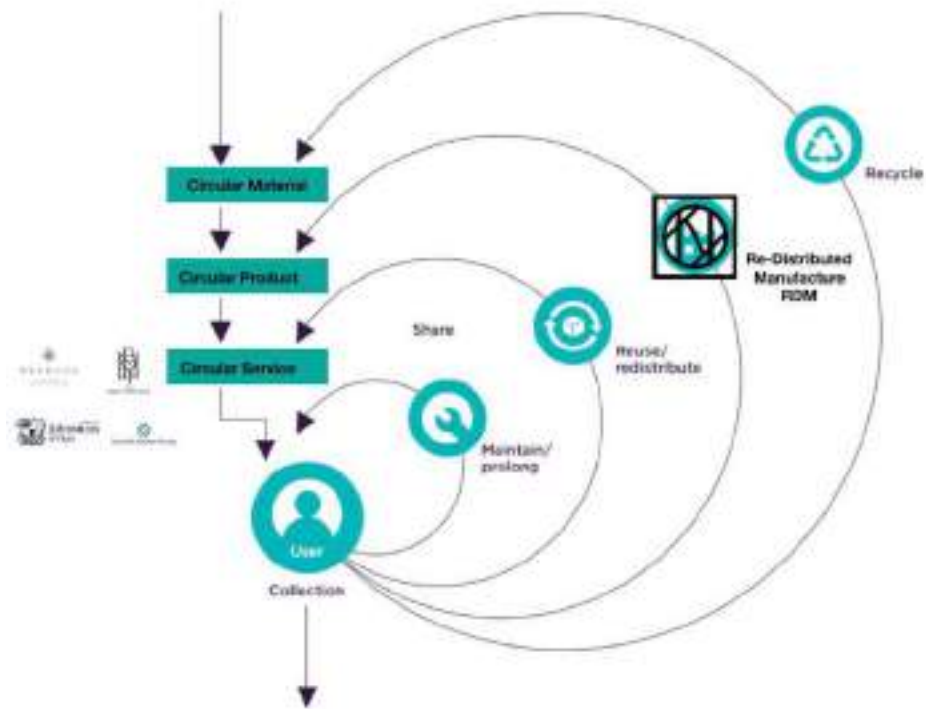 Circular Material
Recycle
Re-Distributed
Manufacture
RDM
Circular Product
Share
Reuse/
redistribute
Circular Service
Maintain/
prolong
User
Collection